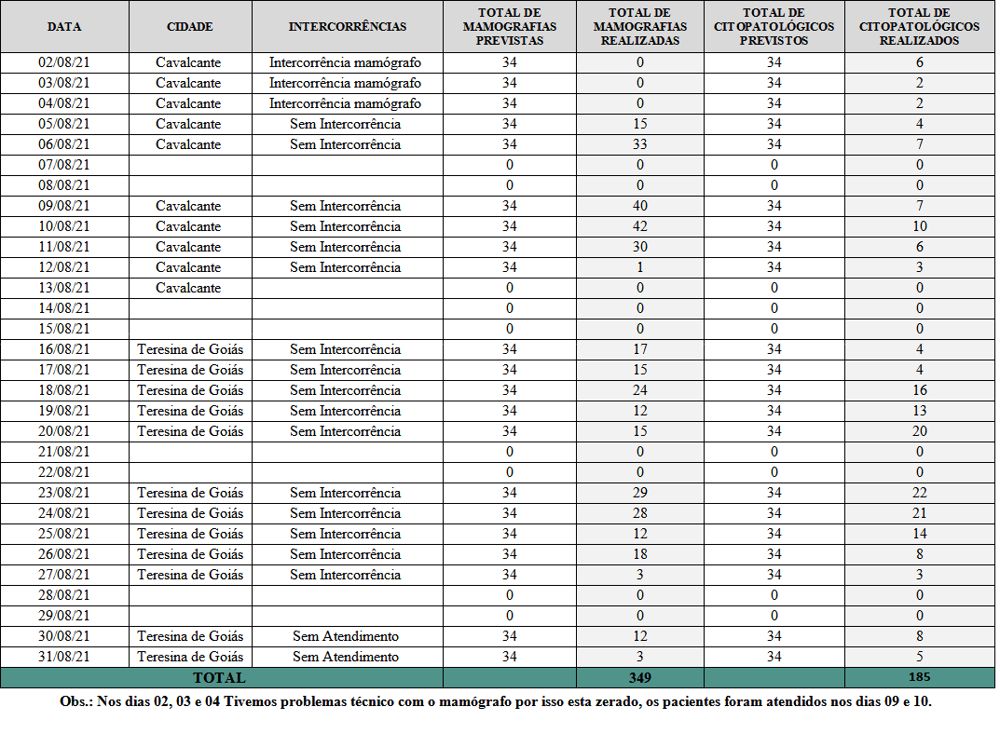 DATA CIDADE INTERCORRÊNCIAS TOTAL DE MAMOGRAFIAS PREVISTAS TOTAL DE MAMOGRAFIAS REALIZADAS TOTAL DE CITOPATOLÓGICOS PREVISTOS TOTAL DE CITOPATOLÓGICOS REALIZADOS
02/08/21 Cavalcante Intercorrência mamógrafo 34 0 34 6
03/08/21 Cavalcante Intercorrência mamógrafo 34 0 34 2
04/08/21 Cavalcante Intercorrência mamógrafo 34 0 34 2
05/08/21 Cavalcante Sem Intercorrência 34 15 34 4
06/08/21 Cavalcante Sem Intercorrência 34 33 34 7
07/08/21 0 0 0 0
08/08/21 0 0 0 0
09/08/21 Cavalcante Sem Intercorrência 34 40 34 7
10/08/21 Cavalcante Sem Intercorrência 34 42 34 10
11/08/21 Cavalcante Sem Intercorrência 34 30 34 6
12/08/21 Cavalcante Sem Intercorrência 34 1 34 3
13/08/21 Cavalcante 0 0 0 0
14/08/21 0 0 0 0
15/08/21 0 0 0 0
16/08/21 Teresina de Goiás Sem Intercorrência 34 17 34 4
17/08/21 Teresina de Goiás Sem Intercorrência 34 15 34 4
18/08/21 Teresina de Goiás Sem Intercorrência 34 24 34 16
19/08/21 Teresina de Goiás Sem Intercorrência 34 12 34 13
20/08/21 Teresina de Goiás Sem Intercorrência 34 15 34 20
21/08/21 0 0 0 0
22/08/21 0 0 0 0
23/08/21 Teresina de Goiás Sem Intercorrência 34 29 34 22
24/08/21 Teresina de Goiás Sem Intercorrência 34 28 34 21
25/08/21 Teresina de Goiás Sem Intercorrência 34 12 34 14
26/08/21 Teresina de Goiás Sem Intercorrência 34 18 34 8
27/08/21 Teresina de Goiás Sem Intercorrência 34 3 34 3
28/08/21 0 0 0 0
29/08/21 0 0 0 0
30/08/21 Teresina de Goiás Sem Atendimento 34 12 34 8
31/08/21 Teresina de Goiás Sem Atendimento 34 3 34 5
TOTAL 349 185
Obs.: Nos dias 02, 03 e 04 Tivemos problemas técnico com o mamógrafo por isso esta zerado, os pacientes foram atendidos nos dias 09 e 10.